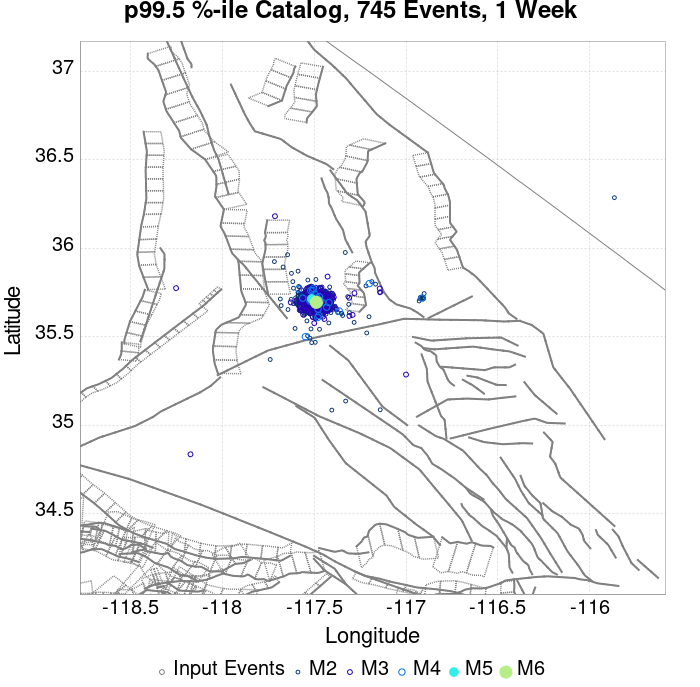 p99.5 %-ile Catalog, 745 Events, 1 Week
37
36.5
36
35.5
35
34.5
Latitude
-118.5 -118 -117.5 -117 -116.5 -116
Longitude
Input Events M2 M3 M4 M5 M6